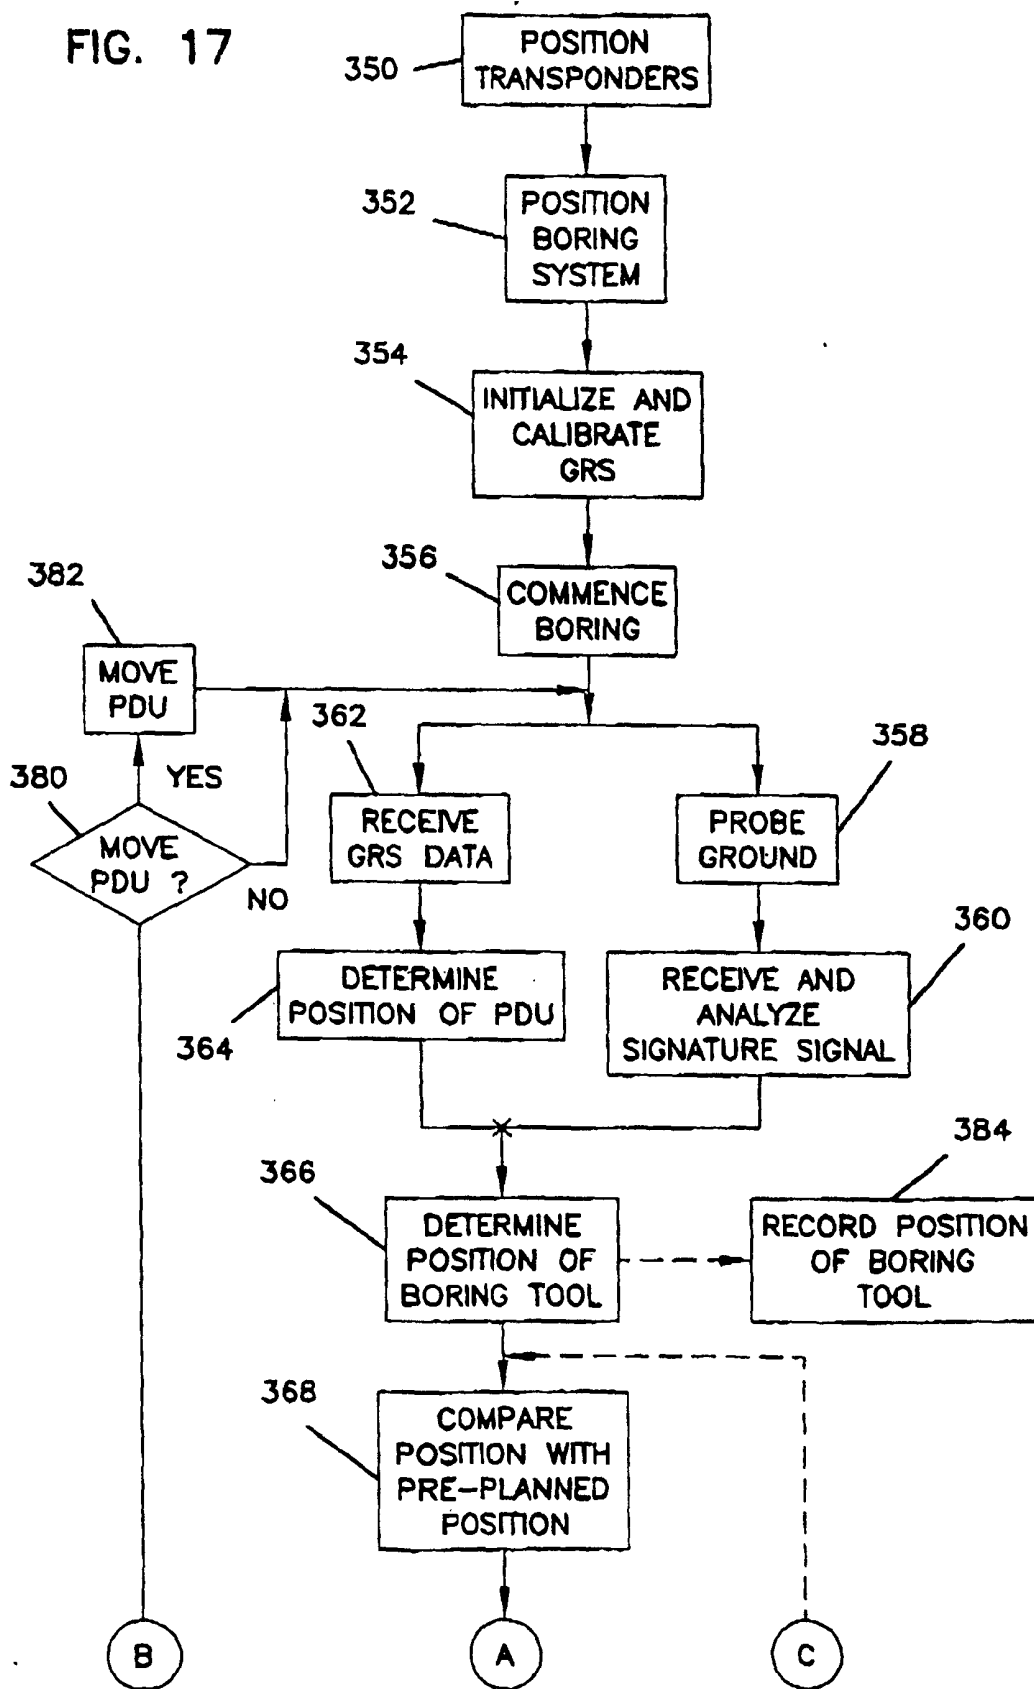 FIG. 17
350
POSITION
TRANSPONDERS
352
POSITION
BORING
SYSTEM
354
INITIALIZE AND
CALIBRATE
GRS
356
COMMENCE
BORING
382
MOVE
PDU
362
358
380
YES
MOVE
PDU ?
NO
RECEIVE
GRS DATA
PROBE
GROUND
360
DETERMINE
POSITION OF PDU
364
RECEIVE AND
ANALYZE
SIGNATURE SIGNAL
384
366
DETERMINE
POSITION OF
BORING TOOL
RECORD POSITION
OF BORING
TOOL
368
COMPARE
POSITION WITH
PRE-PLANNED
POSITION
B
A
C